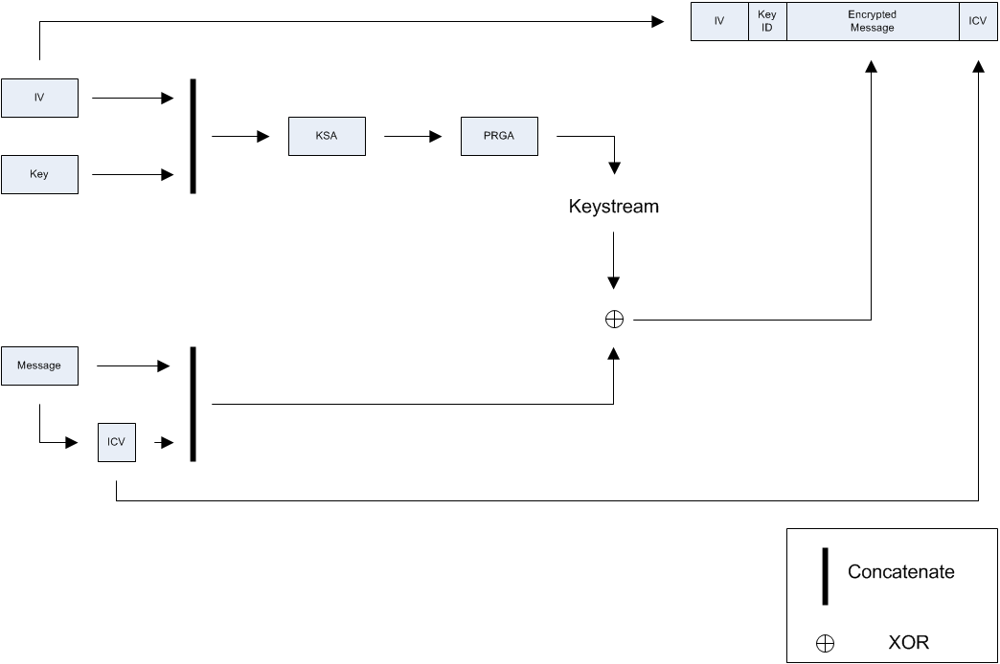 IV
Key
ID
Encrypted
Message
ICV
IV
Key
KSA
PRGA
Keystream
Message
ICV
Concatenate
XOR